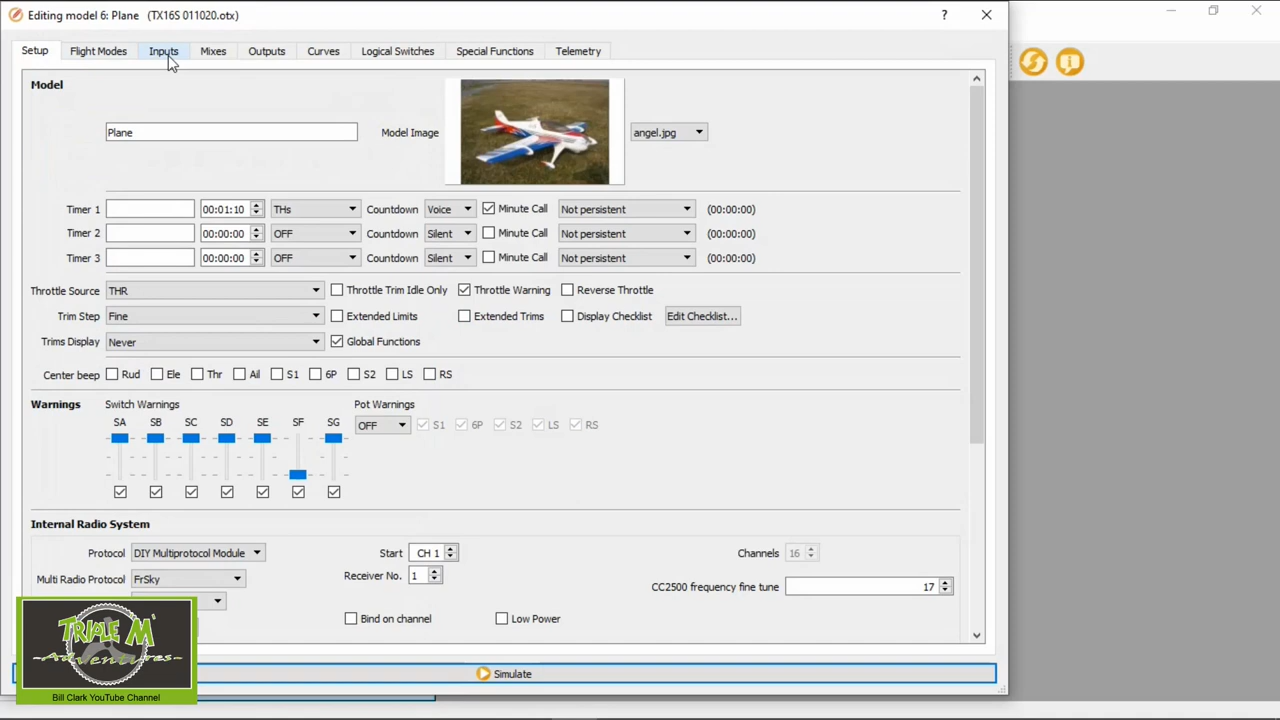 Editing model 6: Plane (TX16S 011020.otx) ?
Setup Flight Modes Inputs Mixes Outputs Curves Logical Switches Special Functions Telemetry
Model
Plane Model Image angel.jpg
Timer 1 00:01:10 THs Countdown Voice Minute Call Not persistent (00:00:00)
Timer 2 00:00:00 OFF Countdown Silent Minute Call Not persistent (00:00:00)
Timer 3 00:00:00 OFF Countdown Silent Minute Call Not persistent (00:00:00)
Throttle Source THR Throttle Trim Idle Only Throttle Warning Reverse Throttle
Trim Step Fine Extended Limits Extended Trims Display Checklist Edit Checklist...
Trims Display Never Global Functions
Center beep Rud Ele Thr Ail S1 6P S2 LS RS
Warnings Switch Warnings Pot Warnings
SA SB SC SD SE SF SG OFF S1 6P S2 LS RS
Internal Radio System
Protocol DIY Multiprotocol Module Start CH 1 Channels 16
Multi Radio Protocol FrSky Receiver No. 1 CC2500 frequency fine tune 17
Bind on channel Low Power
TRIPLE M'
Adventures
Simulate
Bill Clark YouTube Channel